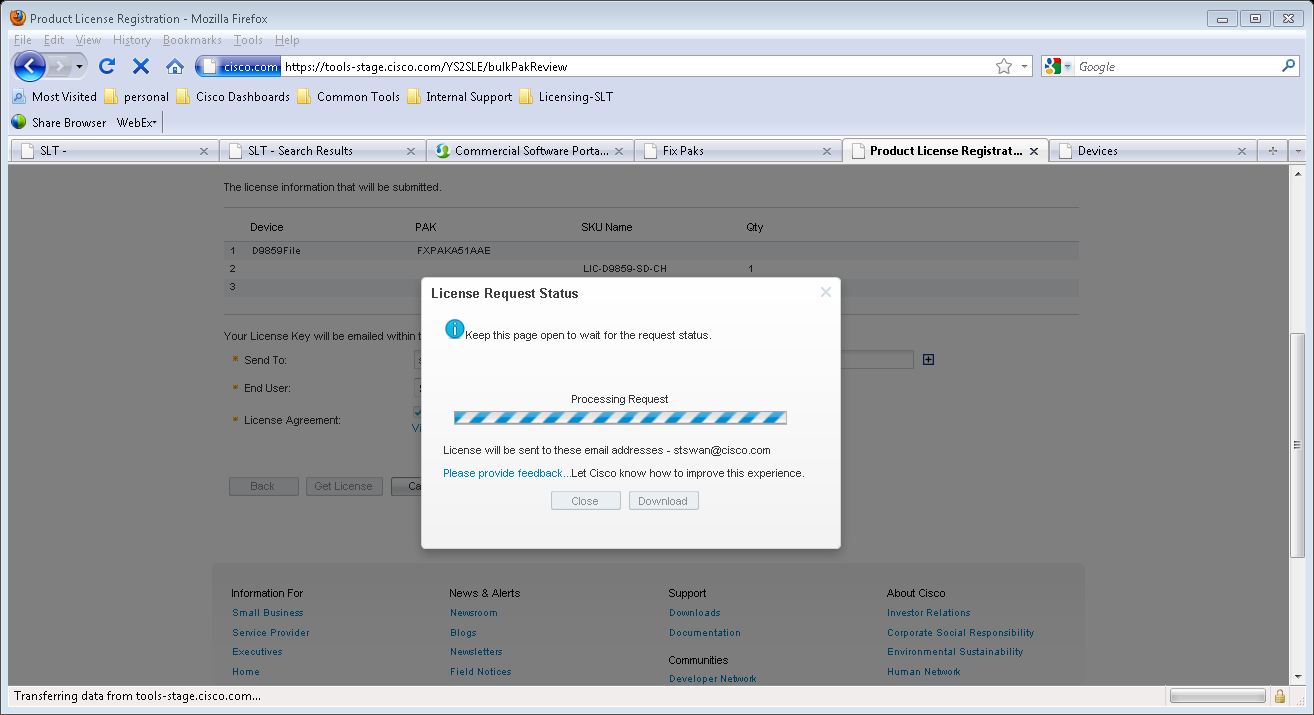 Product License Registration - Mozilla Firefox
File Edit View History Bookmarks Tools Help
cisco.com https://tools-stage.cisco.com/YS2SLE/bulkPakReview Google
Most Visited personal Cisco Dashboards Common Tools Internal Support Licensing-SLT
Share Browser WebEx
SLT - SLT - Search Results Commercial Software Porta... Fix Paks Product License Registrat... Devices
The license information that will be submitted.
Device PAK SKU Name Qty
1 D9859File FXPAKA51AAE
2 LIC-D9859-SD-CH 1
3
License Request Status
Keep this page open to wait for the request status.
Your License Key will be emailed within
Send To:
End User:
License Agreement:
Processing Request
License will be sent to these email addresses - stswan@cisco.com
Please provide feedback...Let Cisco know how to improve this experience.
Back Get License Close Download
Information For News & Alerts Support About Cisco
Small Business Newsroom Downloads Investor Relations
Service Provider Blogs Documentation Corporate Social Responsibility
Executives Newsletters Communities Environmental Sustainability
Home Field Notices Developer Network Human Network
Transferring data from tools-stage.cisco.com...